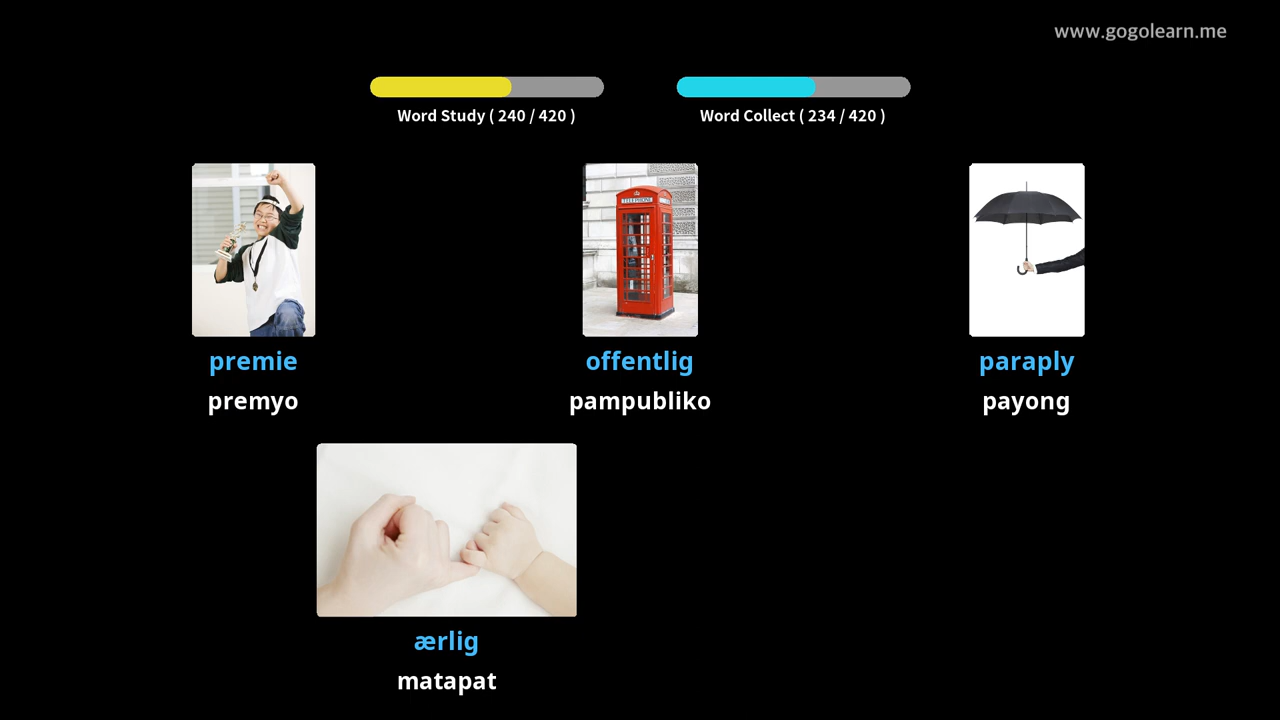 www.gogolearn.me
Word Study ( 240 / 420 )
Word Collect ( 234 / 420 )
TELEPHONE
premie
offentlig
paraply
premyo
pampubliko
payong
ærlig
matapat